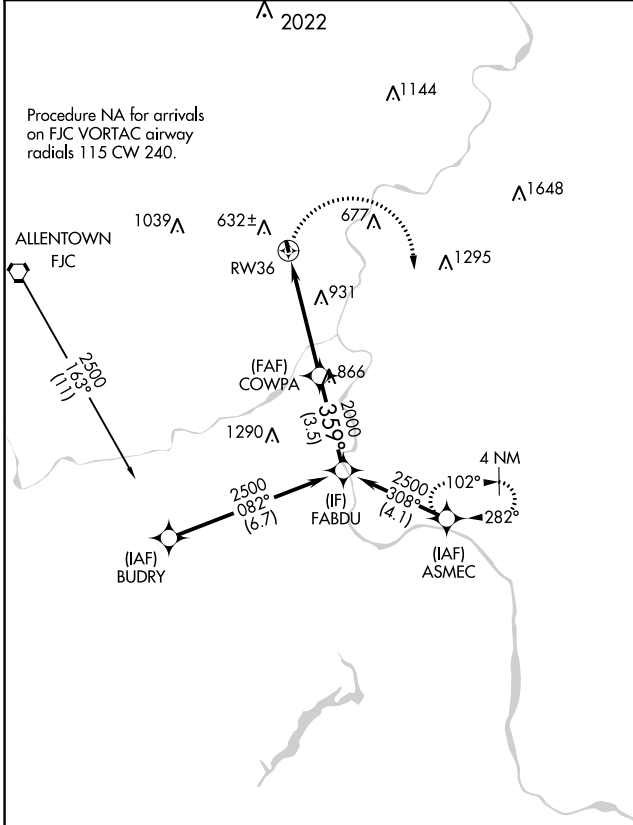 2022
1144
Procedure NA for arrivals
on FJC VORTAC airway
radials 115 CW 240.
1648
1039
632±
677
ALLENTOWN
FJC
RW36
1295
931
2500
163°
(11)
(FAF)
COWPA
866
2000
359°
(3.5)
1290
4 NM
2500
082°
(6.7)
2500
308°
(4.1)
102°
282°
(IF)
FABDU
(IAF)
BUDRY
(IAF)
ASMEC